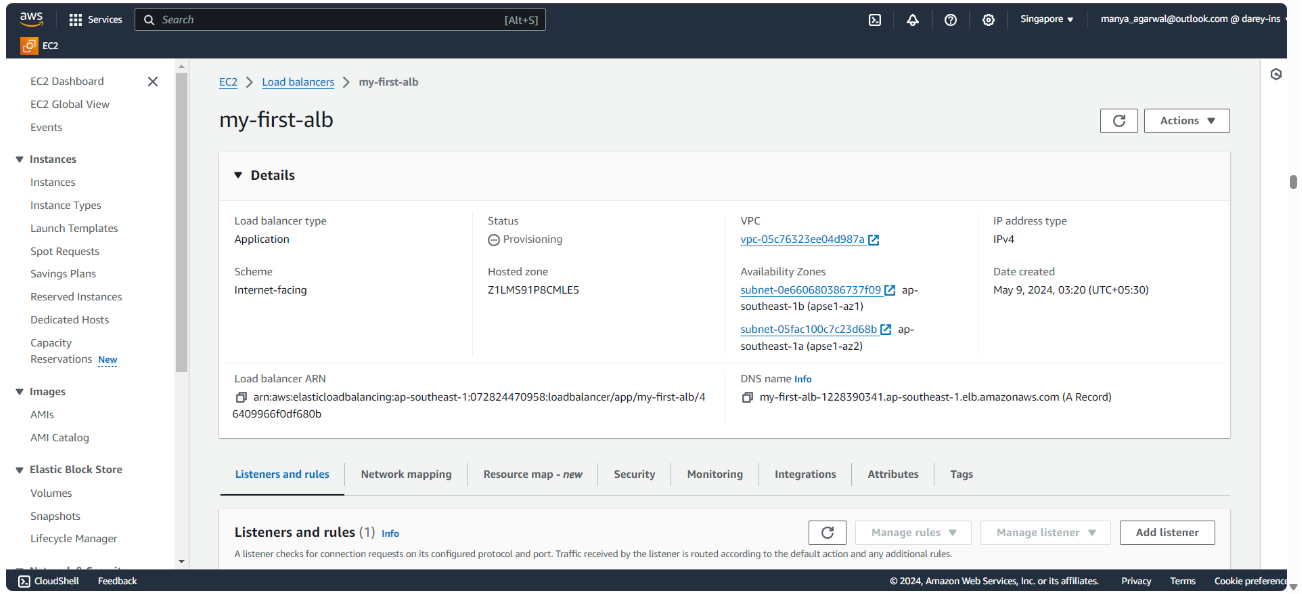 aws
Services
Search
[Alt+S]
Singapore
manya_agarwal@outlook.com @ darey-ins
EC2
EC2 Dashboard
EC2 Global View
Events
Instances
Instances
Instance Types
Launch Templates
Spot Requests
Savings Plans
Reserved Instances
Dedicated Hosts
Capacity
Reservations New
Images
AMIs
AMI Catalog
Elastic Block Store
Volumes
Snapshots
Lifecycle Manager
EC2 > Load balancers > my-first-alb
my-first-alb
Actions
Details
Load balancer type
Application
Status
Provisioning
VPC
vpc-05c76323ee04d987a
IP address type
IPv4
Scheme
Internet-facing
Hosted zone
Z1LMS91P8CMLE5
Availability Zones
subnet-0e660680386737f09 ap-
southeast-1b (apse1-az1)
subnet-05fac100c7c23d68b ap-
southeast-1a (apse1-az2)
Date created
May 9, 2024, 03:20 (UTC+05:30)
Load balancer ARN
arn:aws:elasticloadbalancing:ap-southeast-1:072824470958:loadbalancer/app/my-first-alb/4
6409966f0df680b
DNS name Info
my-first-alb-1228390341.ap-southeast-1.elb.amazonaws.com (A Record)
Listeners and rules
Network mapping
Resource map - new
Security
Monitoring
Integrations
Attributes
Tags
Listeners and rules (1) Info
Manage rules
Manage listener
Add listener
A listener checks for connection requests on its configured protocol and port. Traffic received by the listener is routed according to the default action and any additional rules.
CloudShell
Feedback
© 2024, Amazon Web Services, Inc. or its affiliates.
Privacy
Terms
Cookie preference